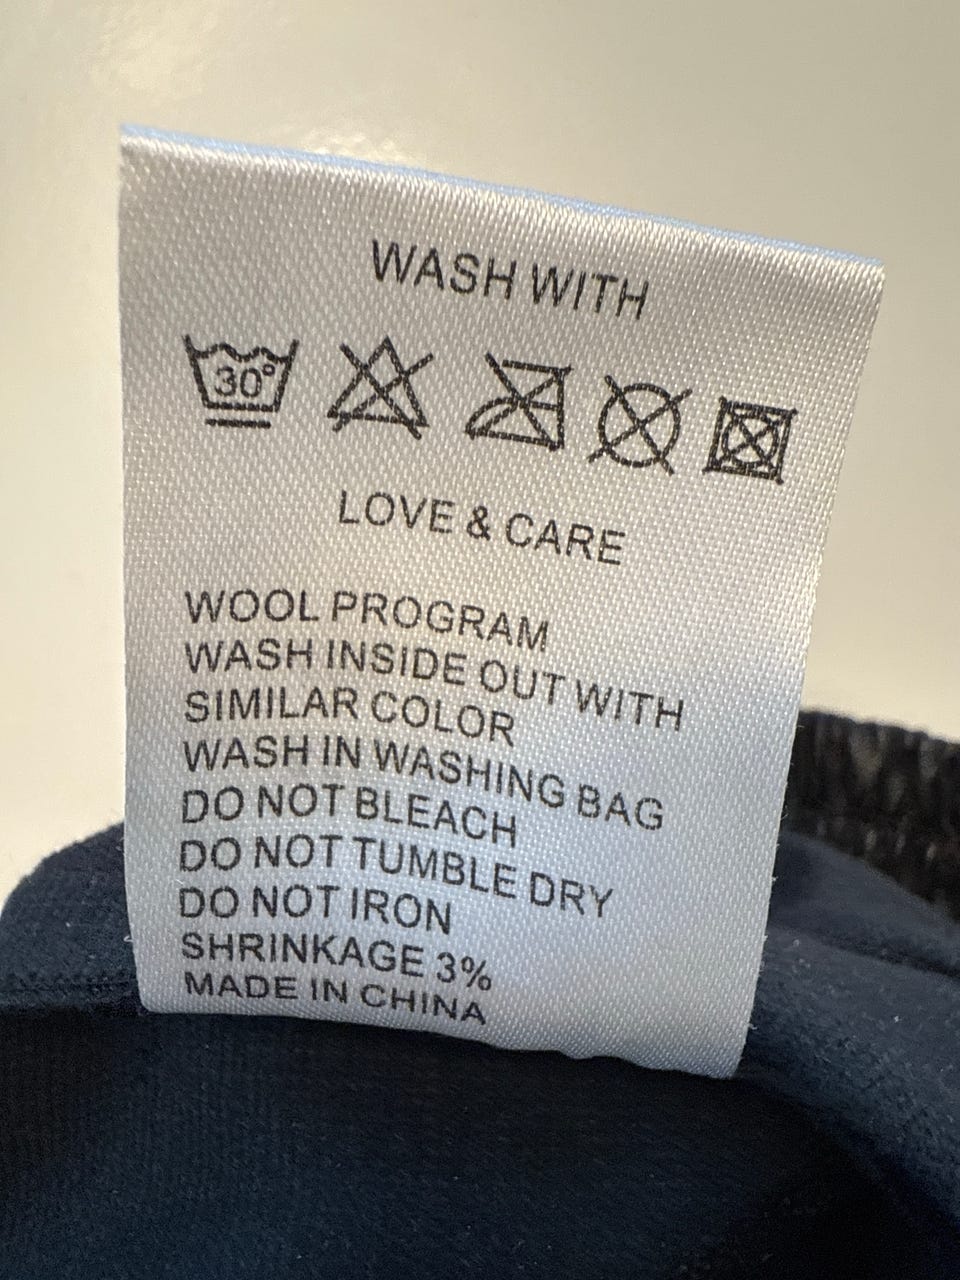 WASH WITH
30°
LOVE & CARE
WOOL PROGRAM
WASH INSIDE OUT WITH
SIMILAR COLOR
WASH IN WASHING BAG
DO NOT BLEACH
DO NOT TUMBLE DRY
DO NOT IRON
SHRINKAGE 3%
MADE IN CHINA